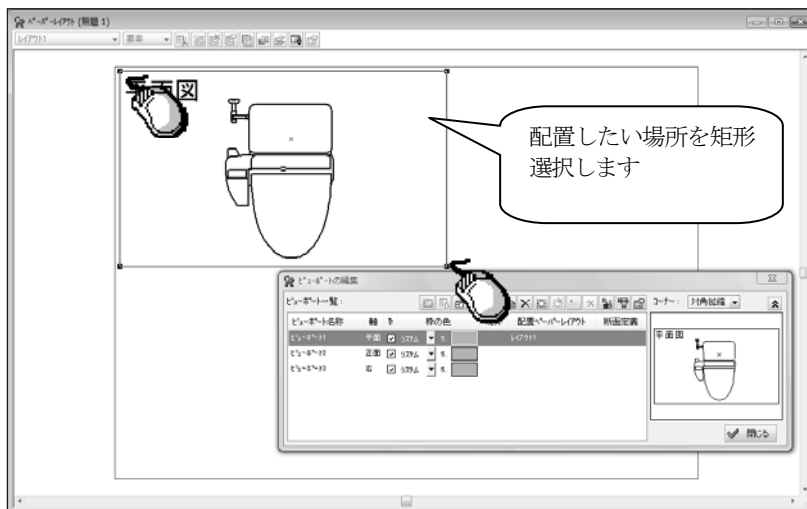 ペーパーレイアウト (無題 1)
レイアウト1
要素
図
配置したい場所を矩形
選択します
ビューポートの編集
ビューポート一覧:
コーナー: 対角拡縮
ビューポート名称 軸 枠の色 配置ペーパーレイアウト 断面定義
ビューポート1 平面 システム 5. レイアウト1
ビューポート2 正面 システム 5.
ビューポート3 右 システム 5.
平面図
閉じる